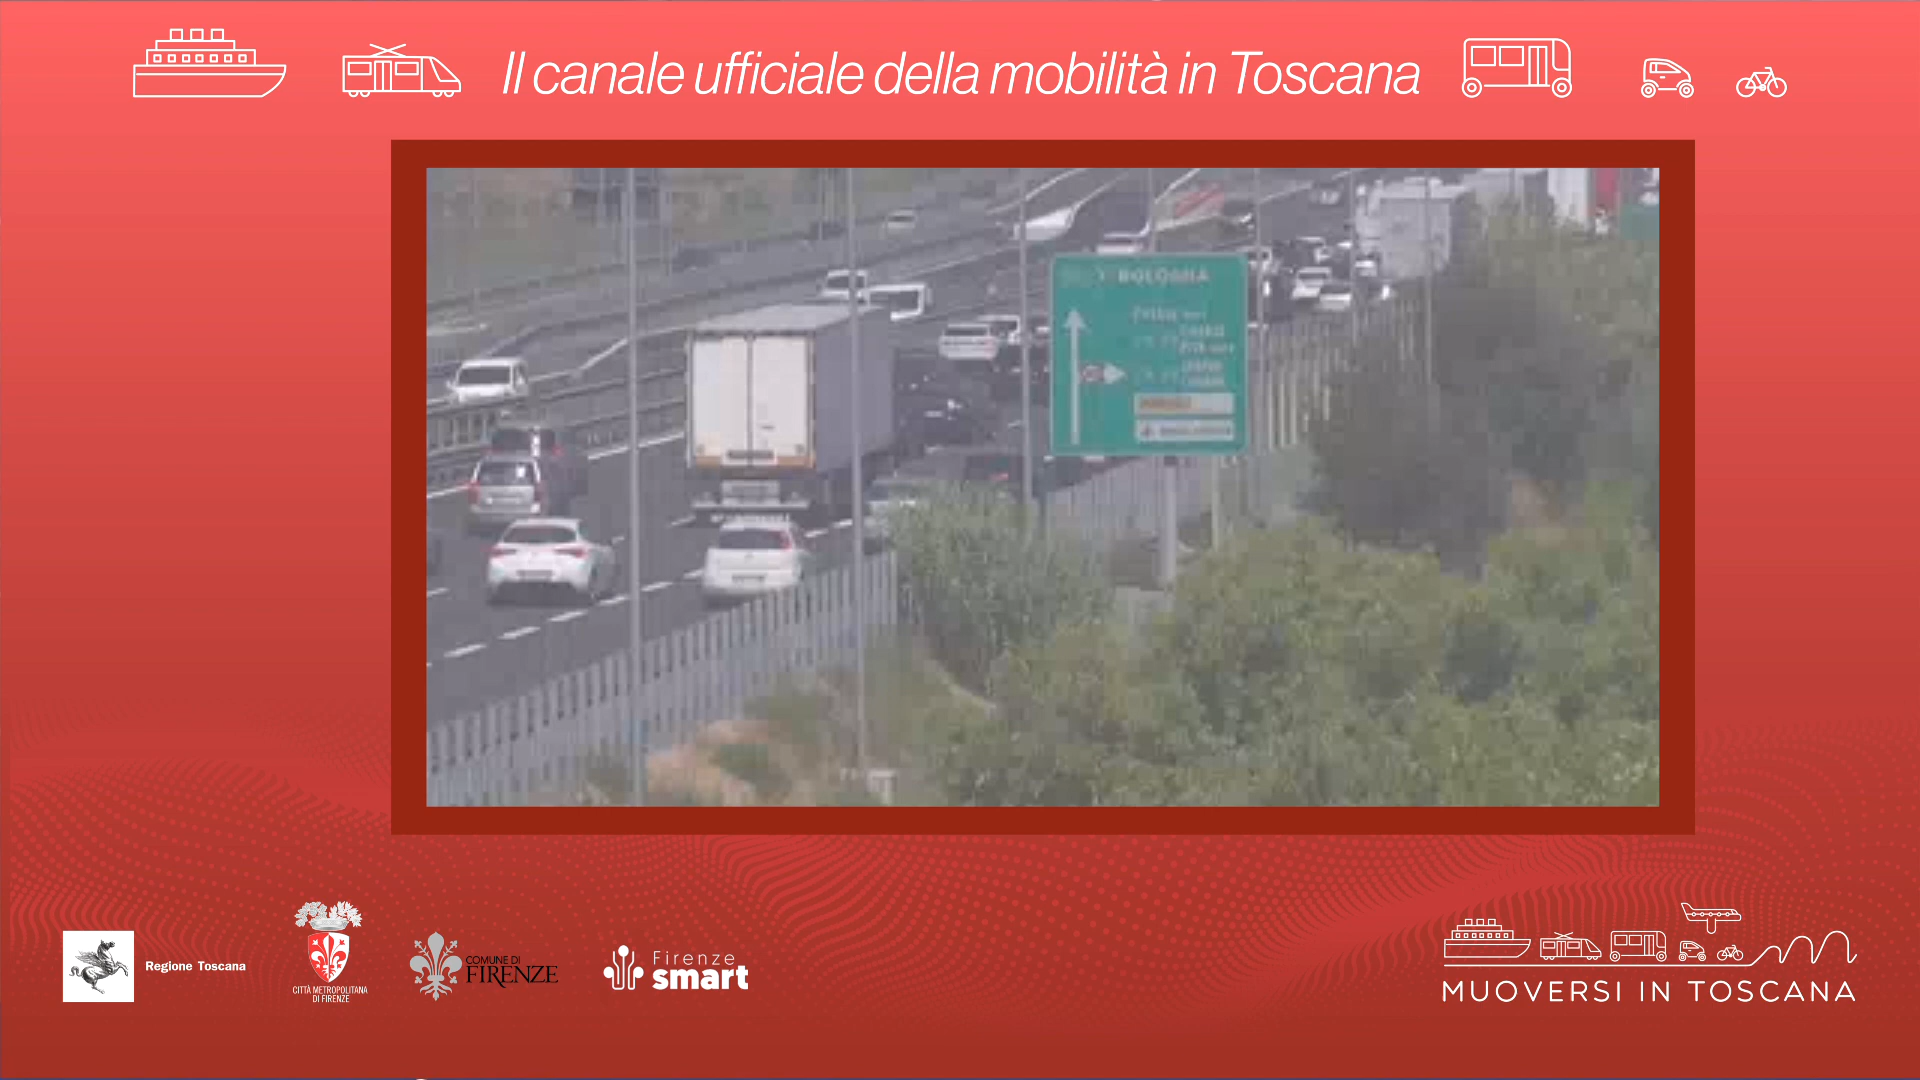 Il canale ufficiale della mobilità in Toscana
BOLOGNA
Regione Toscana
CITTÀ METROPOLITANA
DI FIRENZE
COMUNE DI
FIRENZE
Firenze
smart
MUOVERSI IN TOSCANA